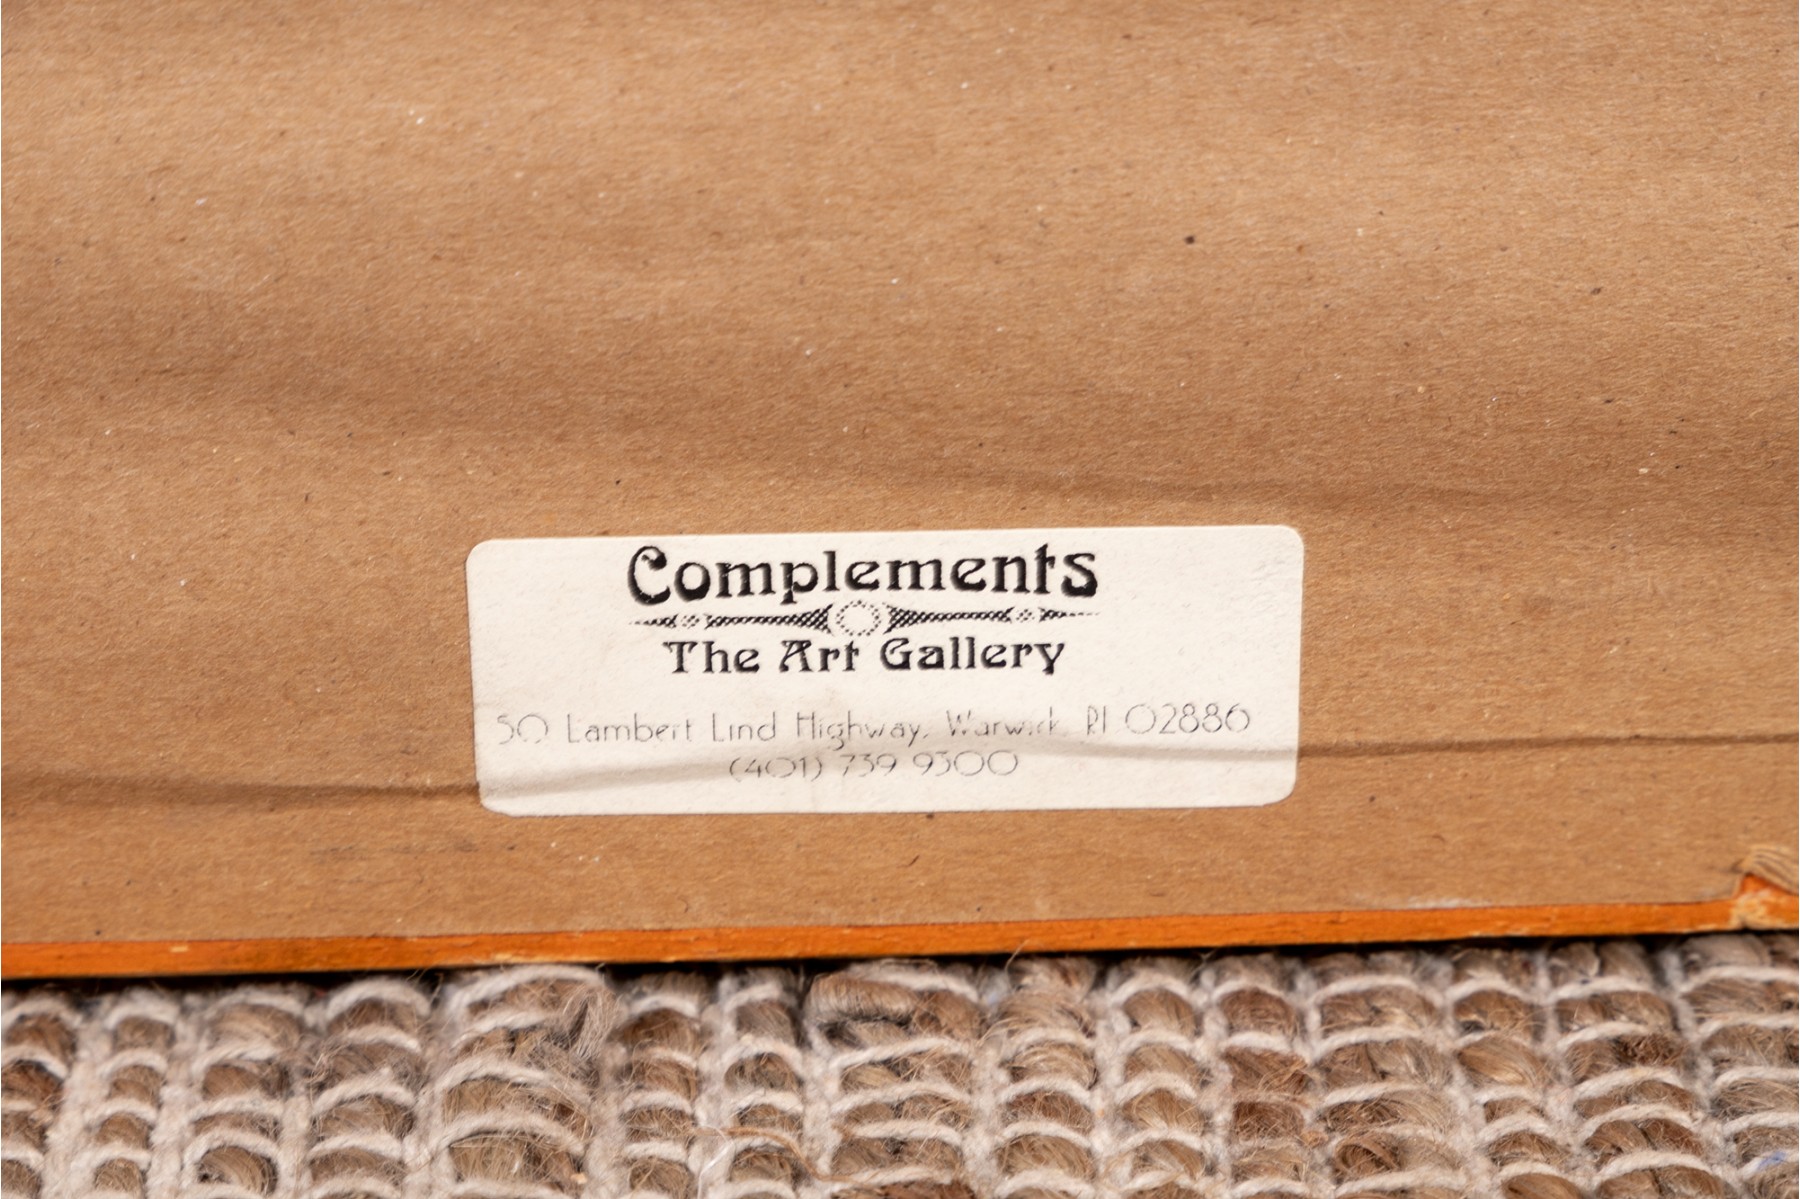 Complements
The Art Gallery
50 Lambert Lind Highway, Warwick, RI 02886
(401) 739 9300